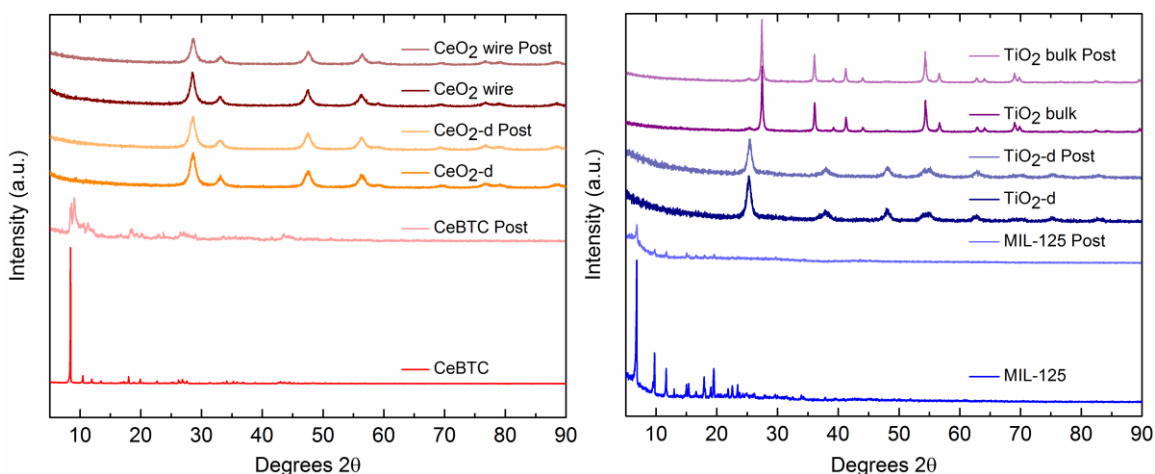 CeO2 wire Post
CeO2 wire
CeO2-d Post
CeO2-d
CeBTC Post
CeBTC
Intensity (a.u.)
10 20 30 40 50 60 70 80 90
Degrees 2θ
TiO2 bulk Post
TiO2 bulk
TiO2-d Post
TiO2-d
MIL-125 Post
MIL-125
Intensity (a.u.)
10 20 30 40 50 60 70 80 90
Degrees 2θ